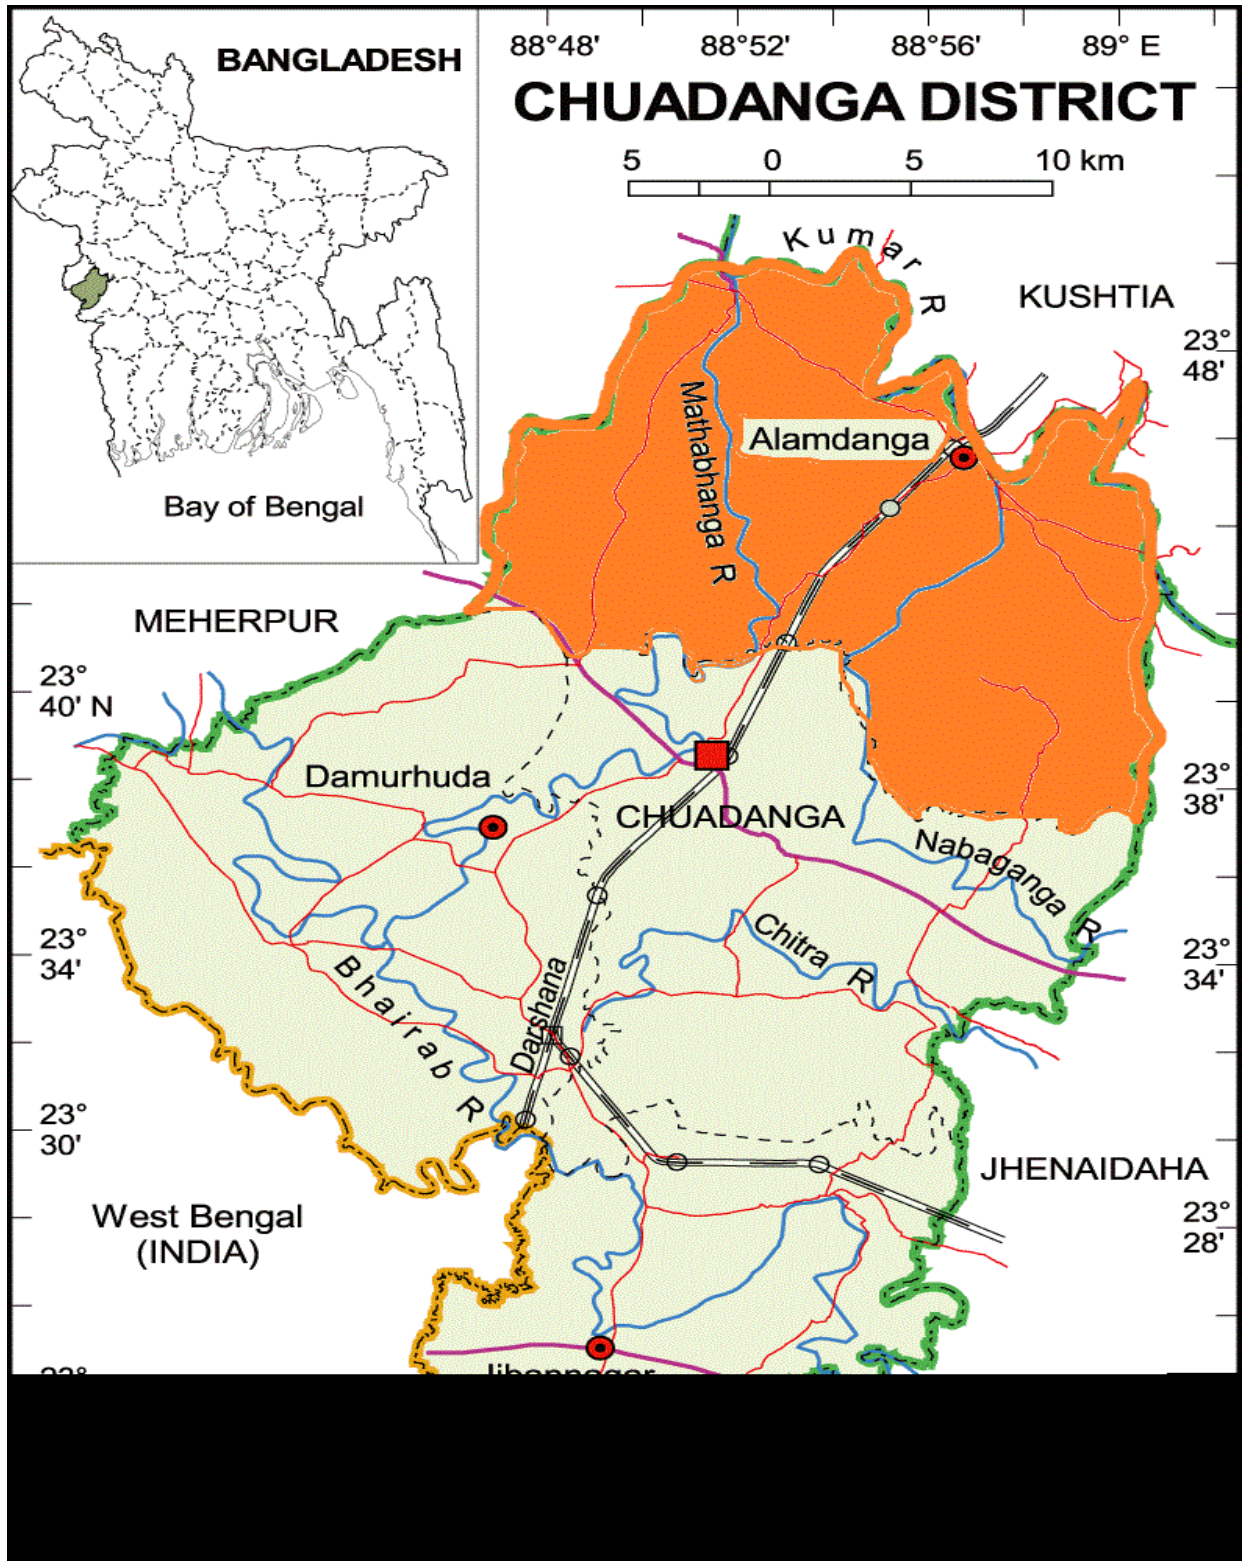 BANGLADESH
Bay of Bengal
88°48' 88°52' 88°56' 89° E
CHUADANGA DISTRICT
5 0 5 10 km
Kumar R
KUSHTIA
23°
48'
Mathabhanga R
Alamdanga
MEHERPUR
23°
40' N
Damurhuda
CHUADANGA
23°
38'
Nabaganga R
Chitra R
23°
34'
23°
34'
Bhairab R
Darshana
23°
30'
JHENAIDAHA
West Bengal
(INDIA)
23°
28'
Jibannagar